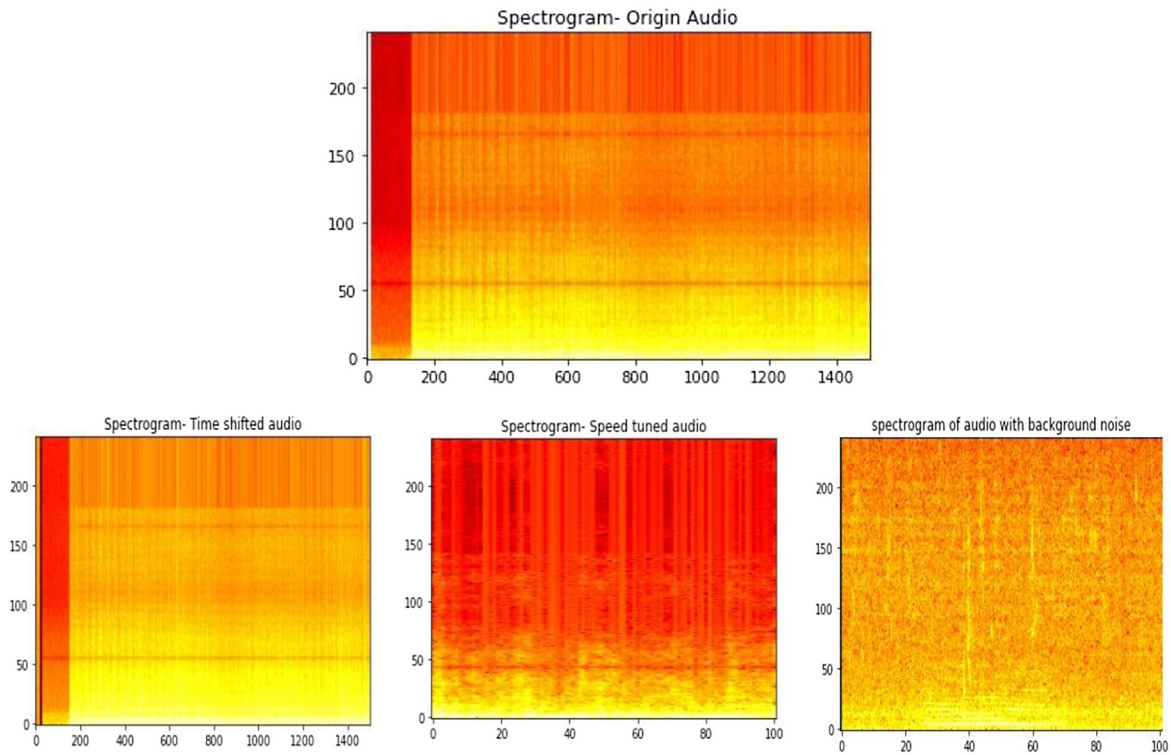 Spectrogram- Origin Audio
200
150
100
50
0
0 200 400 600 800 1000 1200 1400
Spectrogram- Time shifted audio
200
150
100
50
0
0 200 400 600 800 1000 1200 1400
Spectrogram- Speed tuned audio
200
150
100
50
0
0 20 40 60 80 100
spectrogram of audio with background noise
200
150
100
50
0
0 20 40 60 80 100